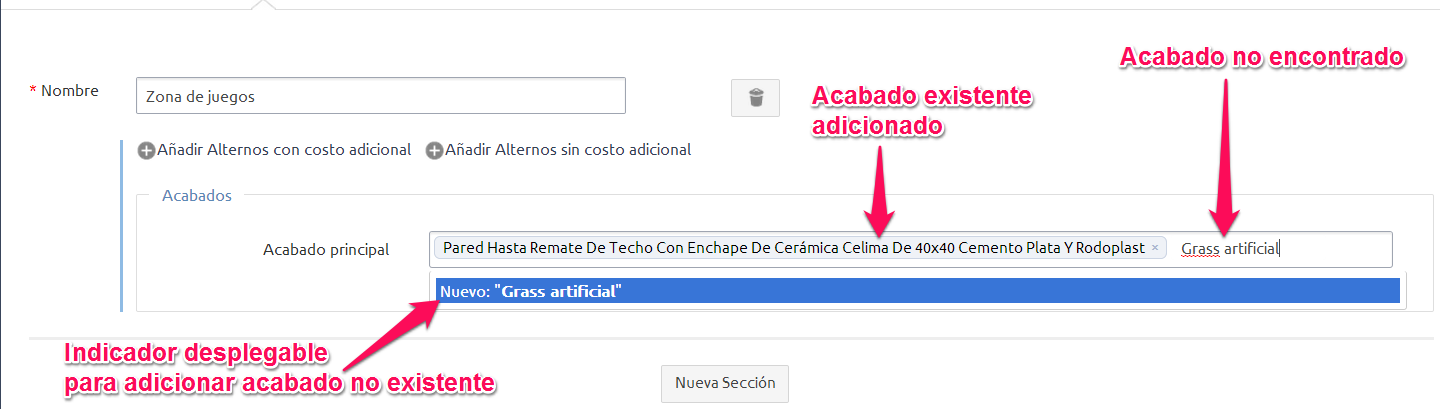 Acabado no encontrado
* Nombre
Zona de juegos
Acabado existente
adicionado
Añadir Alternos con costo adicional
Añadir Alternos sin costo adicional
Acabados
Acabado principal
Pared Hasta Remate De Techo Con Enchape De Cerámica Celima De 40x40 Cemento Plata Y Rodoplast ×
Grass artificial
Nuevo: "Grass artificial"
Indicador desplegable
para adicionar acabado no existente
Nueva Sección